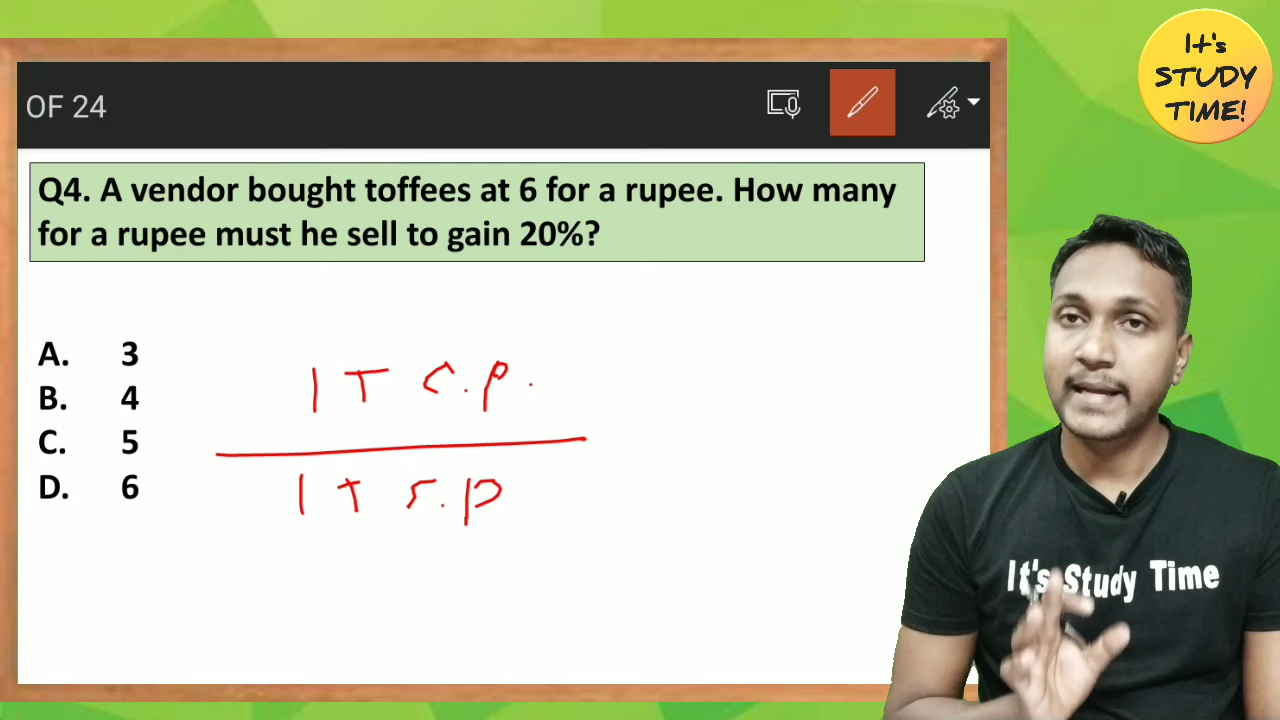 It's
STUDY
TIME!
OF 24
Q4. A vendor bought toffees at 6 for a rupee. How many
for a rupee must he sell to gain 20%?
A. 3
B. 4
C. 5
D. 6
1 T C.P.
1 T S.P
It's Study Time